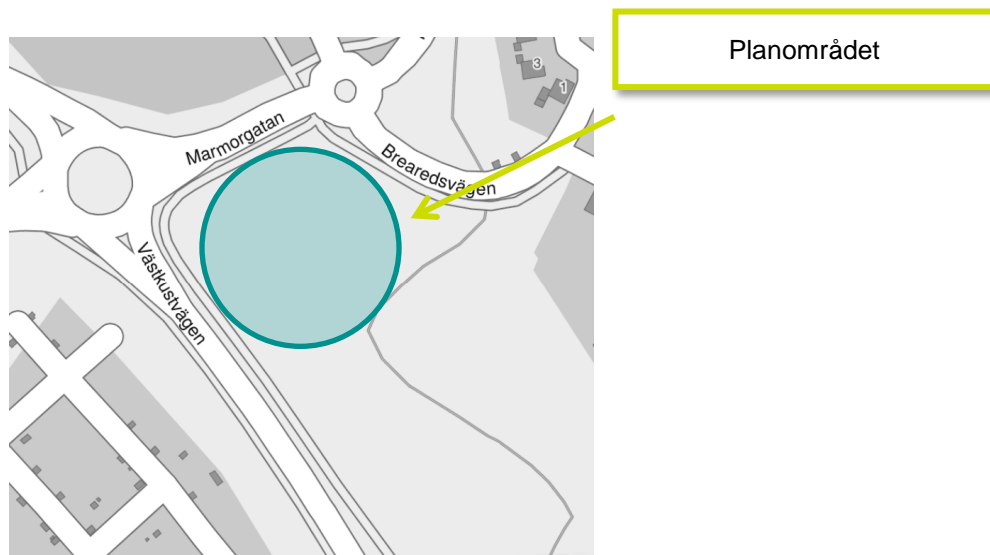 Planområdet
3
1
Marmorgatan
Brearedsvägen
Västkustvägen